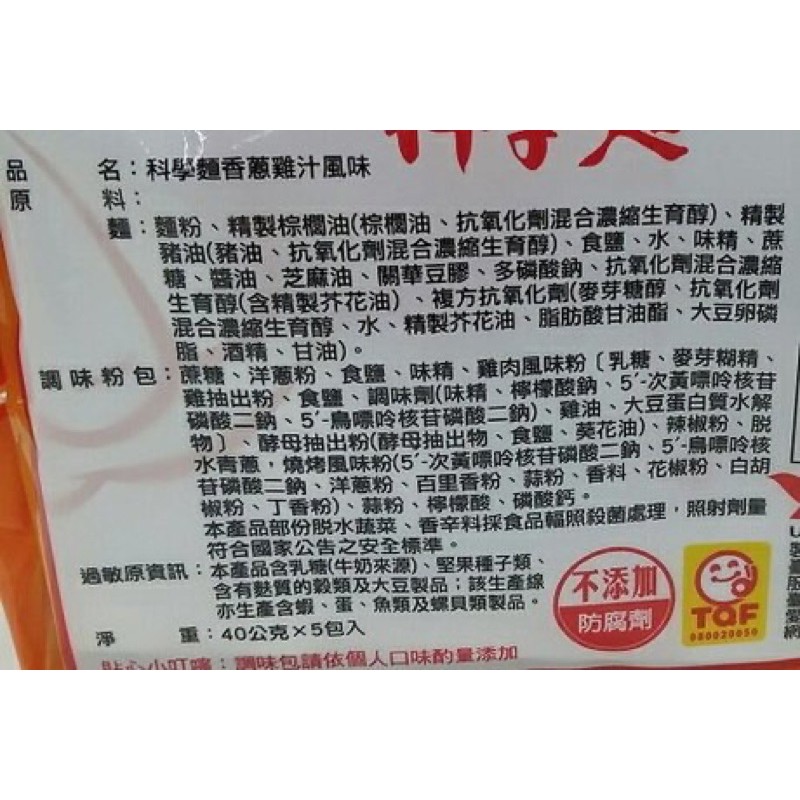 品名：科學麵香蔥雞汁風味
原料：
麵：麵粉、精製棕櫚油(棕櫚油、抗氧化劑混合濃縮生育醇)、精製
豬油(豬油、抗氧化劑混合濃縮生育醇)、食鹽、水、味精、蔗
糖、醬油、芝麻油、關華豆膠、多磷酸鈉、抗氧化劑混合濃縮
生育醇(含精製芥花油)、複方抗氧化劑(麥芽糖醇、抗氧化劑
混合濃縮生育醇、水、精製芥花油、脂肪酸甘油酯、大豆卵磷
脂、酒精、甘油)。
調味粉包：蔗糖、洋蔥粉、食鹽、味精、雞肉風味粉〔乳糖、麥芽糊精、
雞抽出粉、食鹽、調味劑(味精、檸檬酸鈉、5´-次黃嘌呤核苷
磷酸二鈉、5´-鳥嘌呤核苷磷酸二鈉)、雞油、大豆蛋白質水解
物〕、酵母抽出粉(酵母抽出物、食鹽、葵花油)、辣椒粉、脫
水青蔥，燒烤風味粉(5´-次黃嘌呤核苷磷酸二鈉、5´-鳥嘌呤核
苷磷酸二鈉、洋蔥粉、百里香粉、蒜粉、香料、花椒粉、白胡
椒粉、丁香粉)、蒜粉、檸檬酸、磷酸鈣。
本產品部份脫水蔬菜、香辛料採食品輻照殺菌處理，照射劑量
符合國家公告之安全標準。
過敏原資訊：本產品含乳糖(牛奶來源)、堅果種子類、
含有麩質的穀類及大豆製品；該生產線
亦生產含蝦、蛋、魚類及螺貝類製品。
淨重：40公克×5包入
貼心小叮嚀：調味包請依個人口味酌量添加
不添加
防腐劑
TQF
080020050